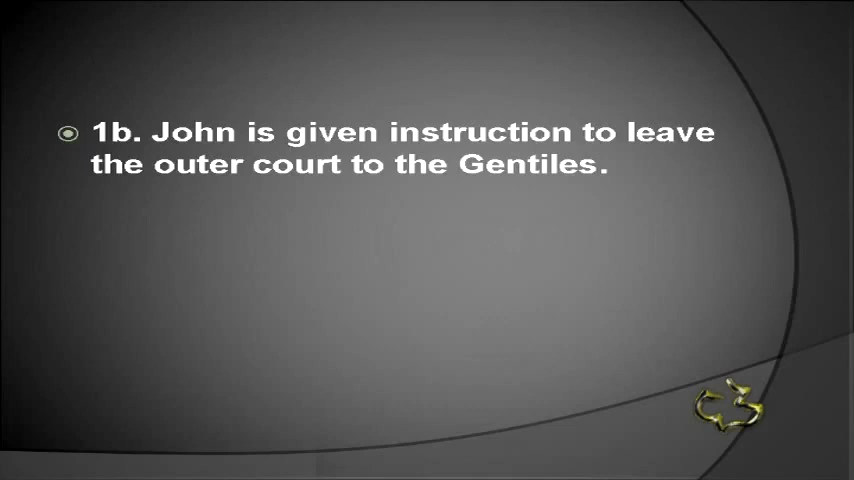 1b. John is given instruction to leave
the outer court to the Gentiles.